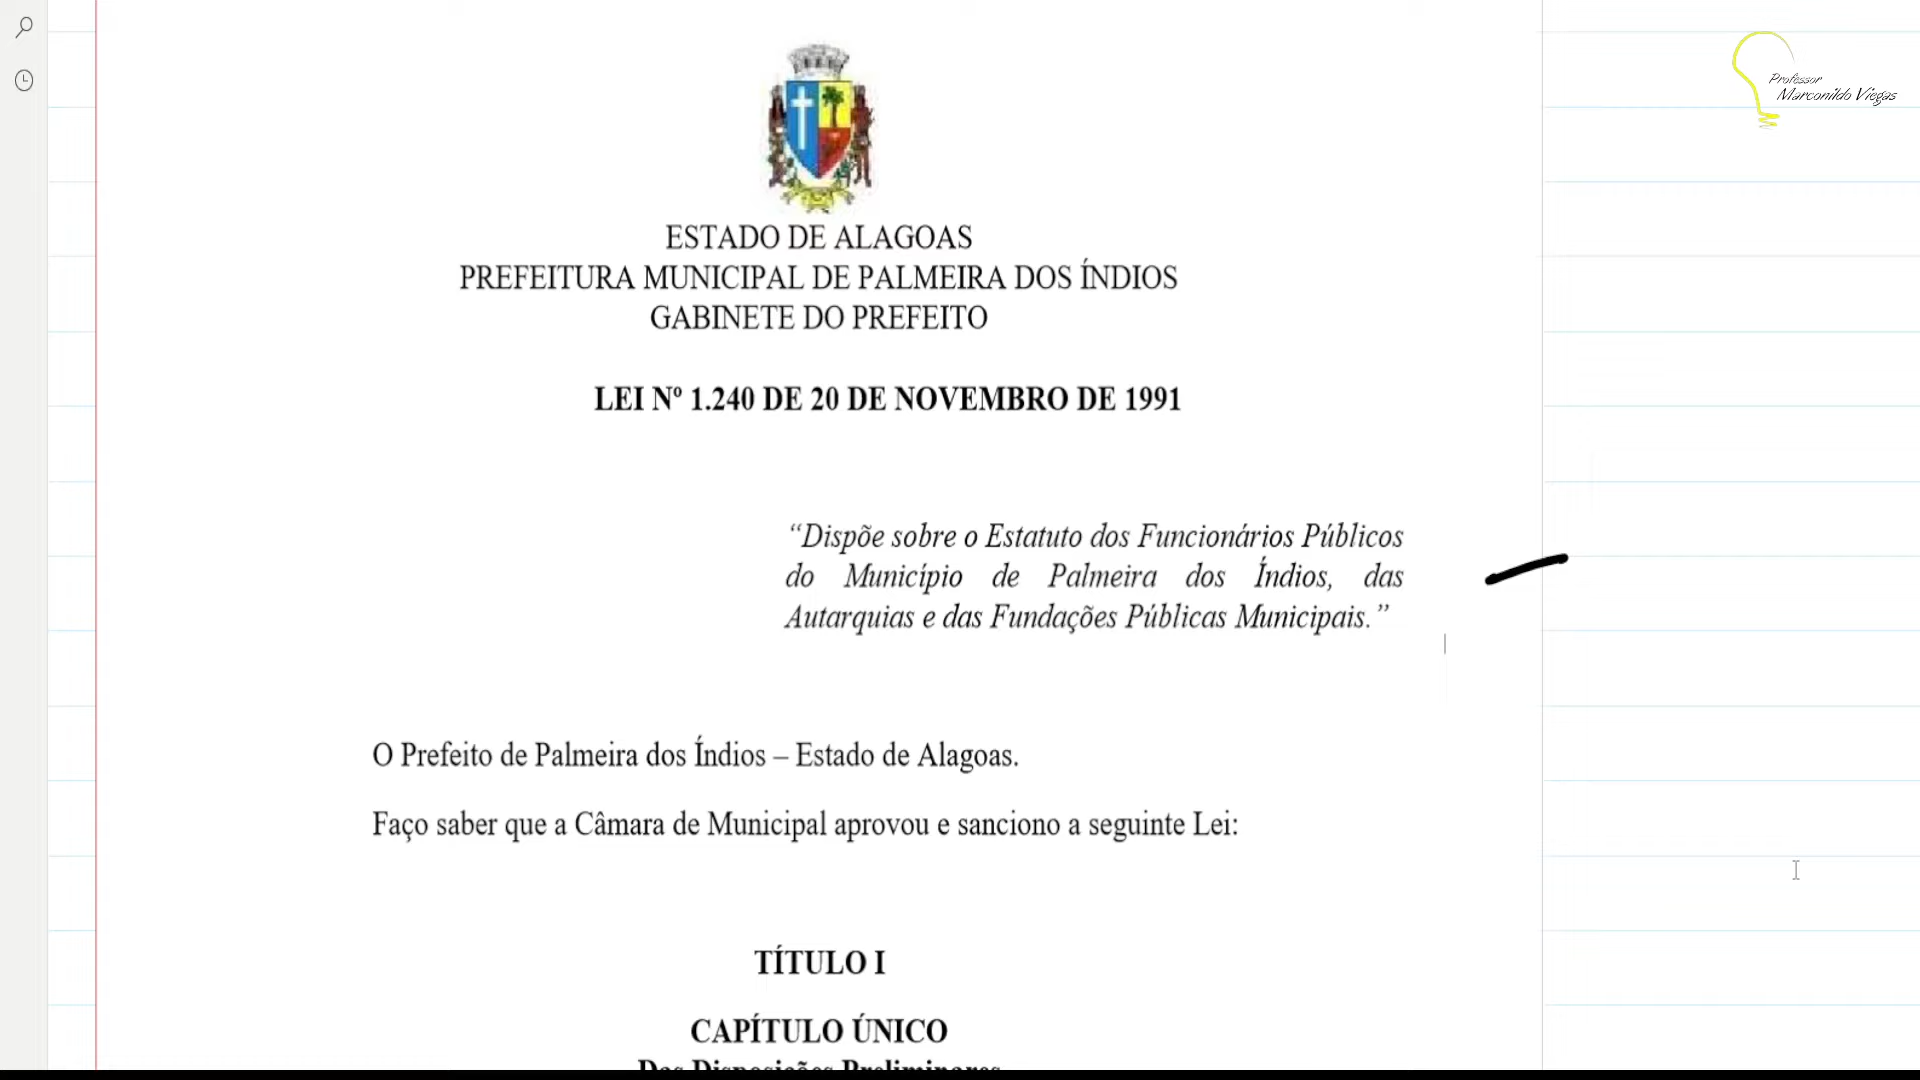 Professor
Marconildo Viegas
ESTADO DE ALAGOAS
PREFEITURA MUNICIPAL DE PALMEIRA DOS ÍNDIOS
GABINETE DO PREFEITO
LEI Nº 1.240 DE 20 DE NOVEMBRO DE 1991
“Dispõe sobre o Estatuto dos Funcionários Públicos
do Município de Palmeira dos Índios, das
Autarquias e das Fundações Públicas Municipais.”
O Prefeito de Palmeira dos Índios – Estado de Alagoas.
Faço saber que a Câmara de Municipal aprovou e sanciono a seguinte Lei:
TÍTULO I
CAPÍTULO ÚNICO
Das Disposições Preliminares